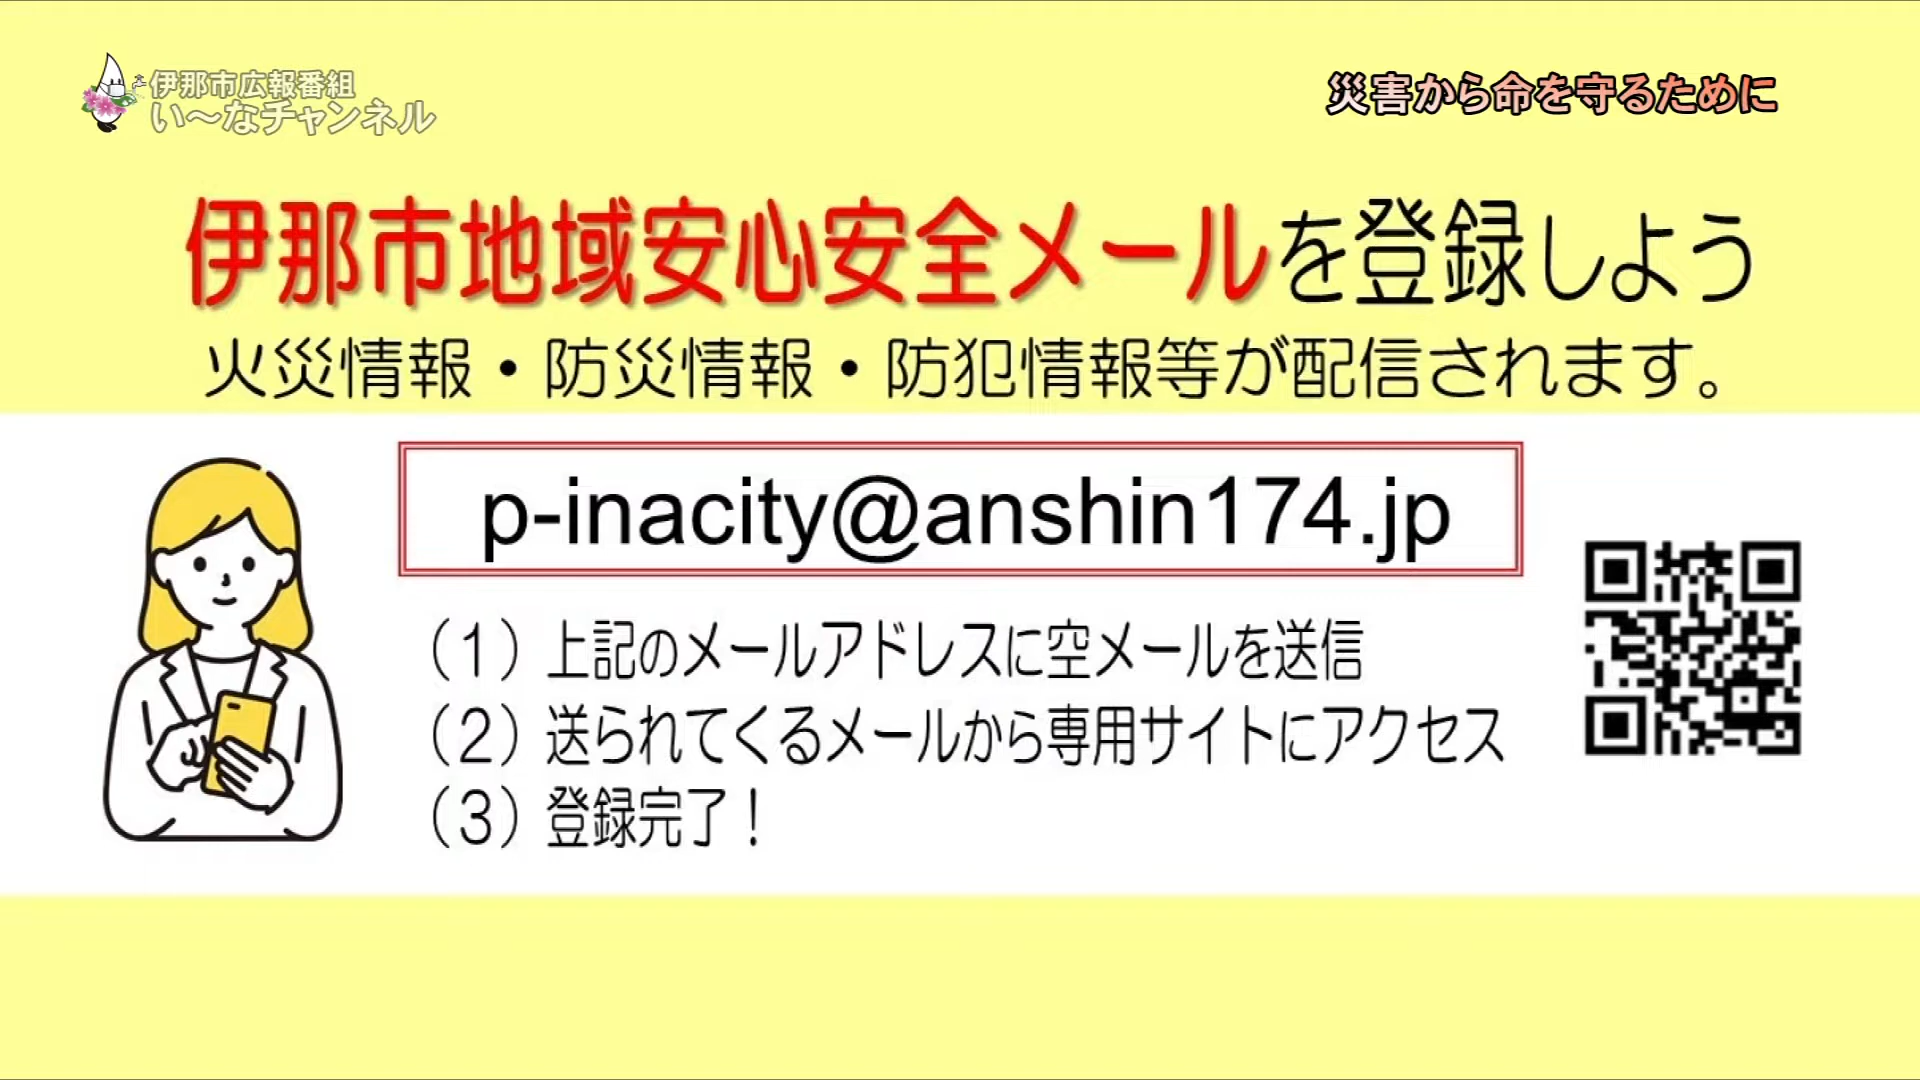 伊那市広報番組
い～なチャンネル
災害から命を守るために
伊那市地域安心安全メールを登録しよう
火災情報・防災情報・防犯情報等が配信されます。
p-inacity@anshin174.jp
（1）上記のメールアドレスに空メールを送信
（2）送られてくるメールから専用サイトにアクセス
（3）登録完了！